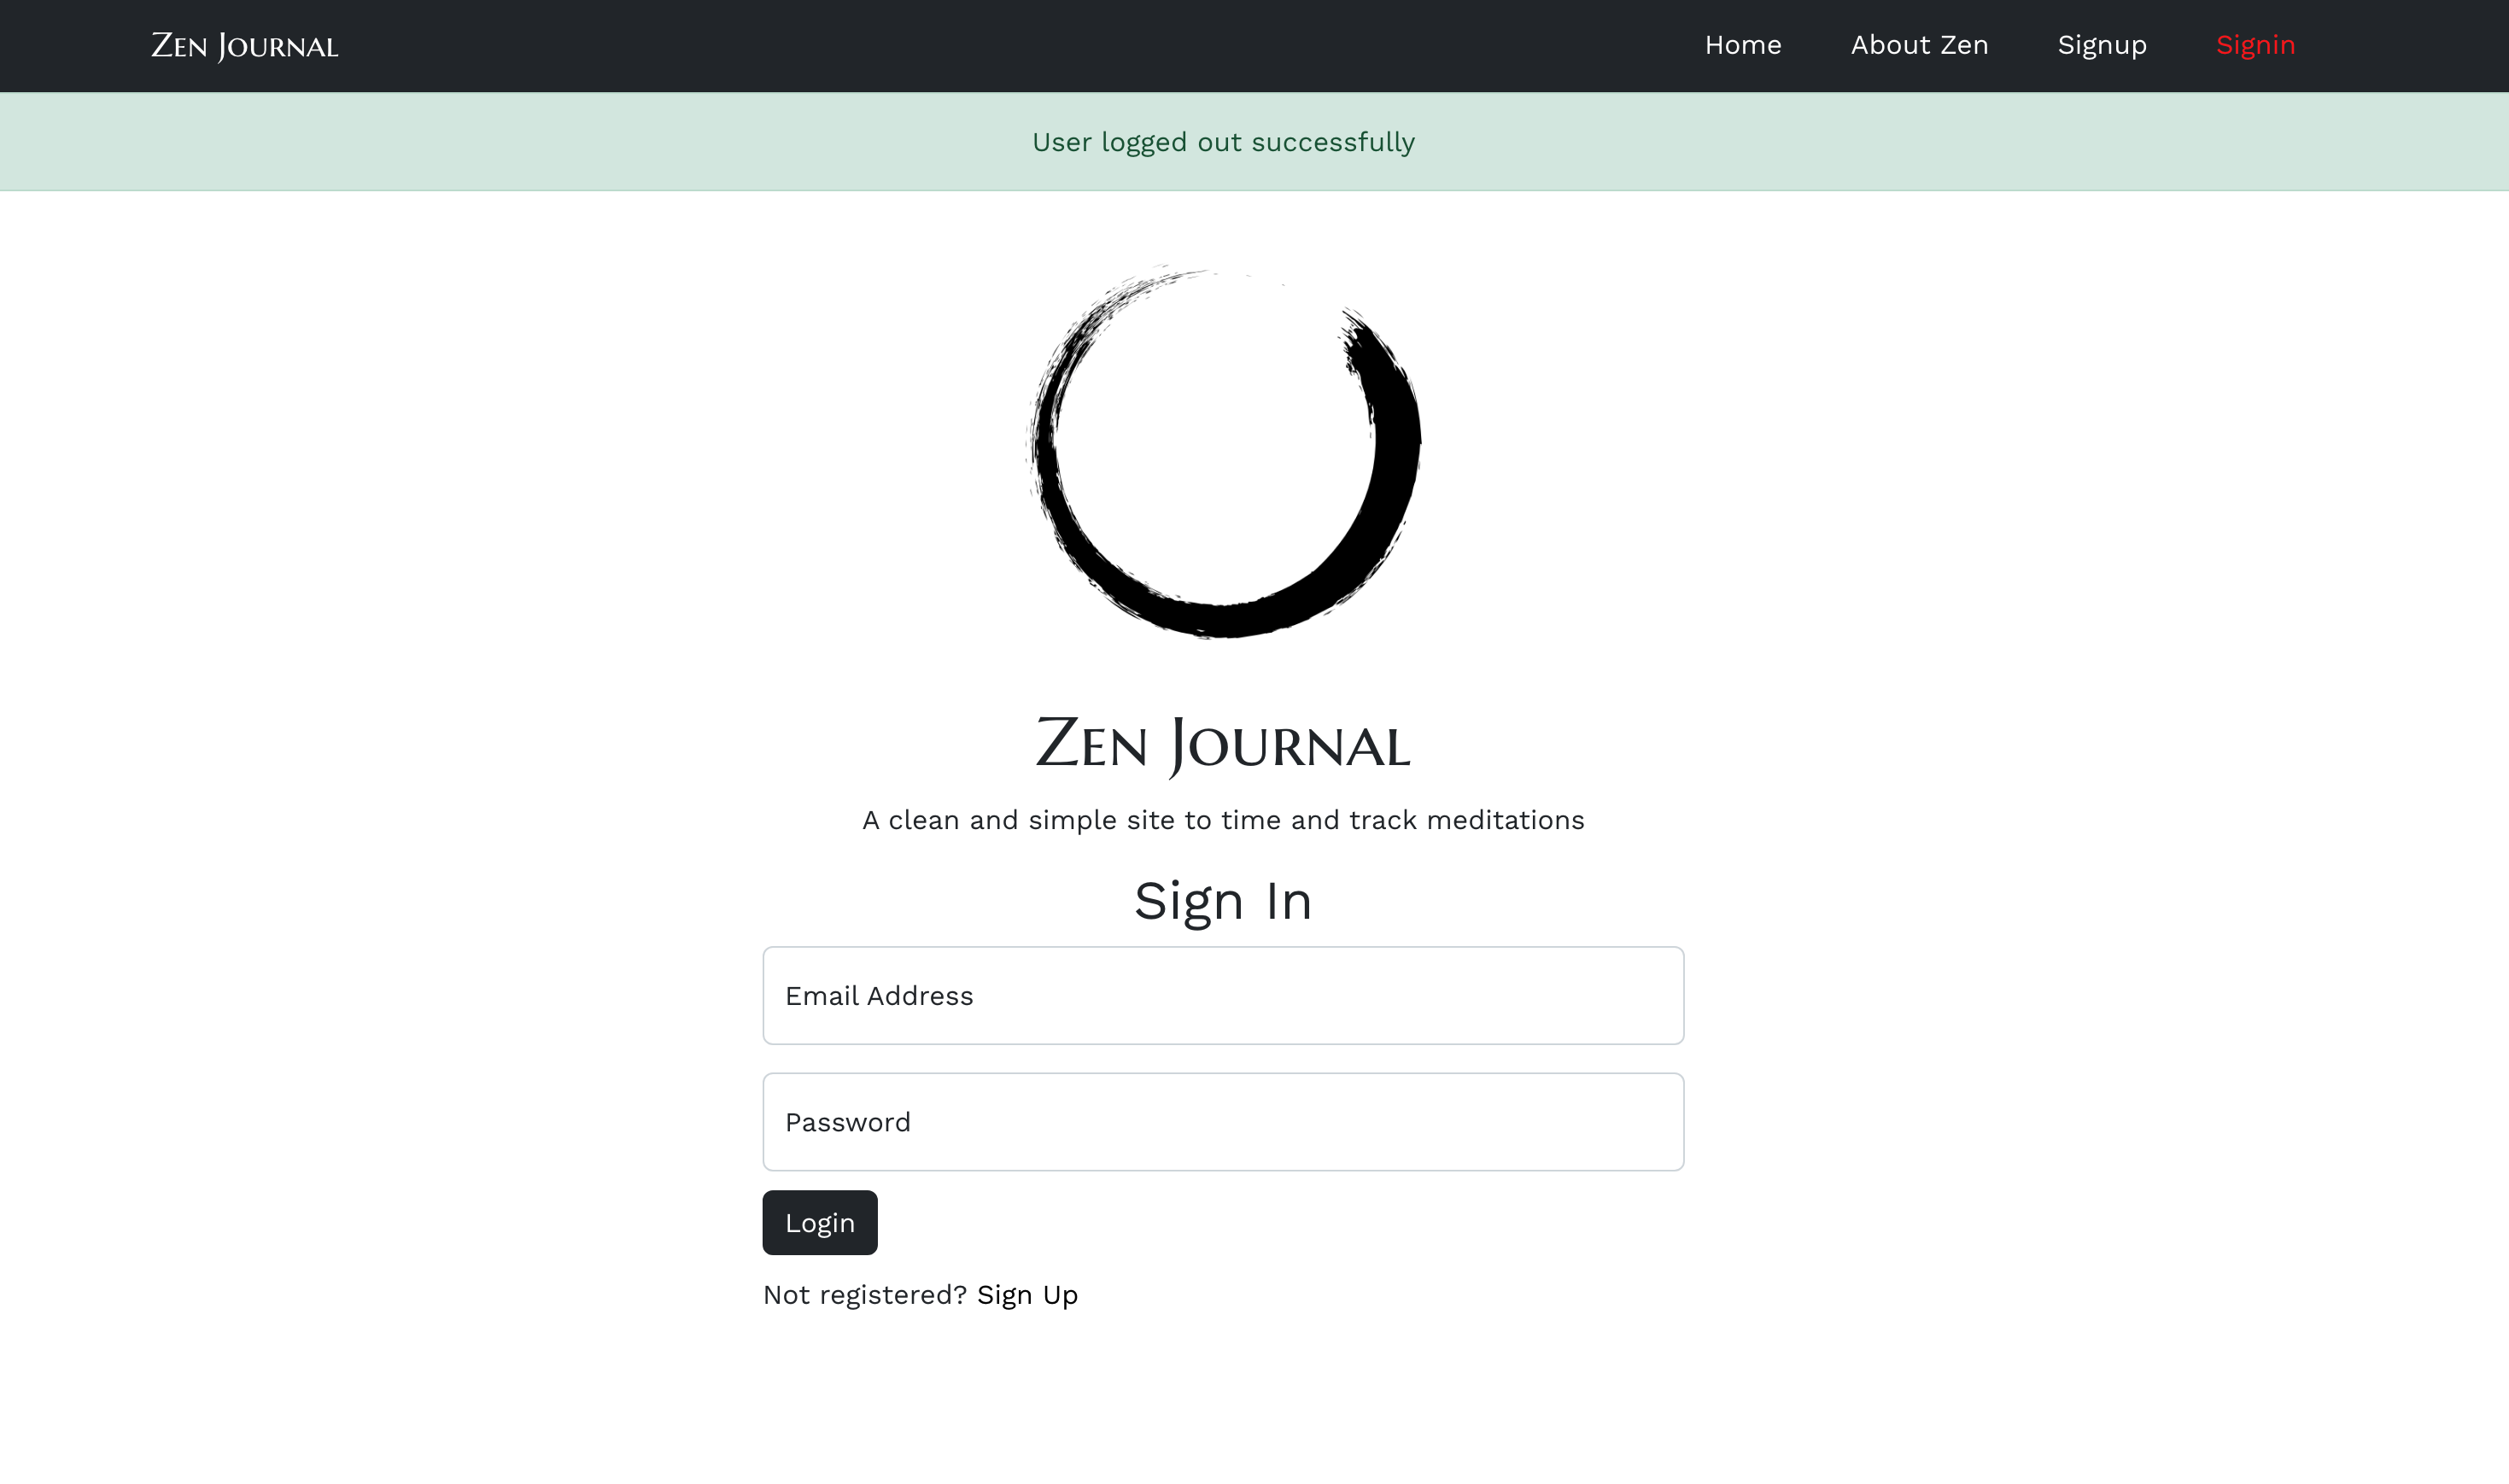 Zen Journal
Home About Zen Signup Signin
User logged out successfully
Zen Journal
A clean and simple site to time and track meditations
Sign In
Email Address
Password
Login
Not registered? Sign Up